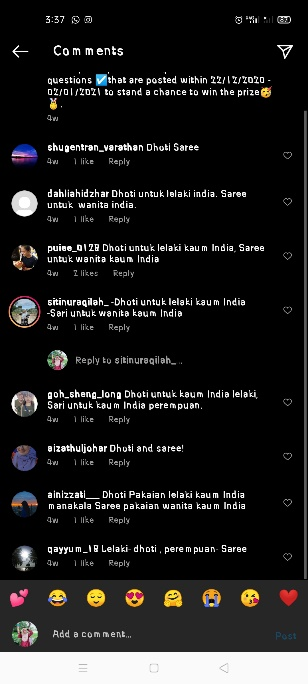 3:37
87
Comments
questions ☑️that are posted within 22/12/2020 -
02/01/2021 to stand a chance to win the prize🥳
🏅.
4w
shugentran_varathan Dhoti Saree
4w 1 like Reply
dahliahidzhar Dhoti untuk lelaki india. Saree
untuk wanita india.
4w 1 like Reply
puiee_0128 Dhoti untuk lelaki kaum India, Saree
untuk wanita kaum India
4w 2 likes Reply
sitinuraqilah_ -Dhoti untuk lelaki kaum India
-Sari untuk wanita kaum India
4w 1 like Reply
Reply to sitinuraqilah_...
goh_sheng_long Dhoti untuk kaum India lelaki,
Sari untuk kaum India perempuan.
4w 1 like Reply
aizathuljohar Dhoti and saree!
4w 1 like Reply
ainizzati___ Dhoti Pakaian lelaki kaum India
manakala Saree pakaian wanita kaum India
4w 1 like Reply
qayyum_18 Lelaki- dhoti , perempuan- Saree
4w 1 like Reply
Add a comment...
Post